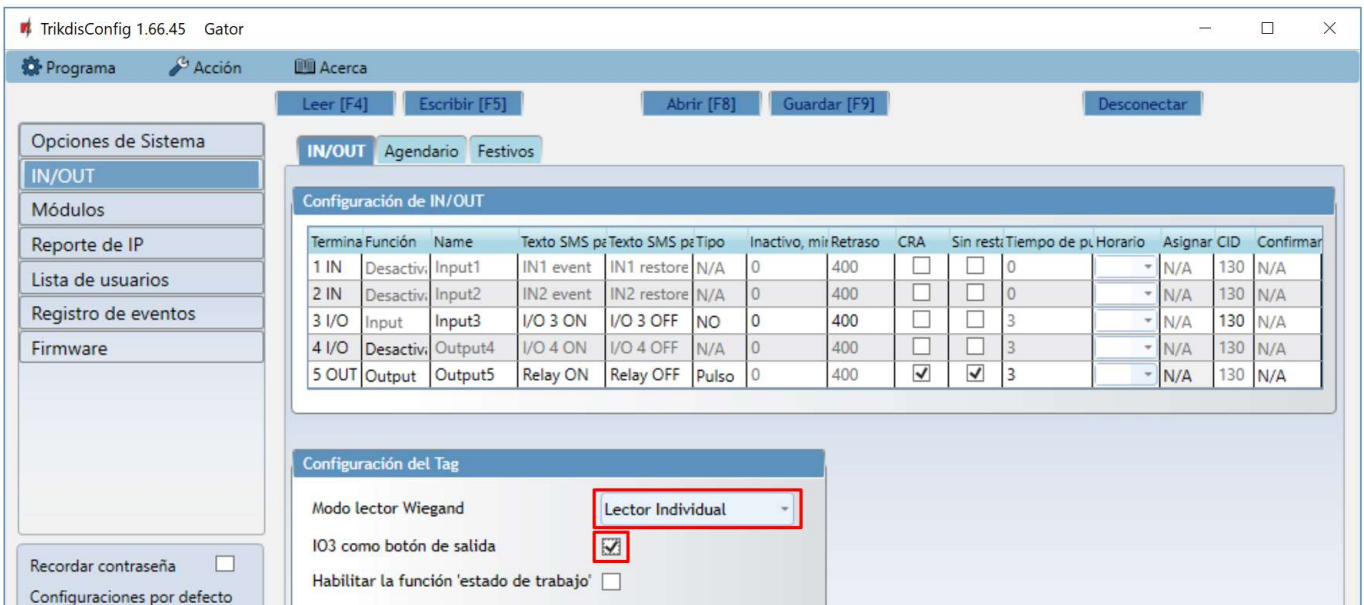 TrikdisConfig 1.66.45 Gator
Programa Acción Acerca
Leer [F4] Escribir [F5] Abrir [F8] Guardar [F9] Desconectar
Opciones de Sistema
IN/OUT
Módulos
Reporte de IP
Lista de usuarios
Registro de eventos
Firmware
IN/OUT Agendario Festivos
Configuración de IN/OUT
Termina Función Name Texto SMS pa Texto SMS pa Tipo Inactivo, mir Retraso CRA Sin resta Tiempo de pu Horario Asignar CID Confirmar
1 IN Desactiva Input1 IN1 event IN1 restore N/A 0 400 0 N/A 130 N/A
2 IN Desactiva Input2 IN2 event IN2 restore N/A 0 400 0 N/A 130 N/A
3 I/O Input Input3 I/O 3 ON I/O 3 OFF NO 0 400 3 N/A 130 N/A
4 I/O Desactiva Output4 I/O 4 ON I/O 4 OFF N/A 0 400 3 N/A 130 N/A
5 OUT Output Output5 Relay ON Relay OFF Pulso 0 400 3 N/A 130 N/A
Configuración del Tag
Modo lector Wiegand Lector Individual
IO3 como botón de salida
Habilitar la función 'estado de trabajo'
Recordar contraseña
Configuraciones por defecto